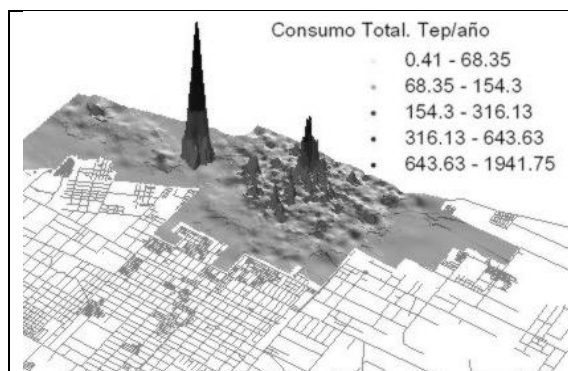 Consumo Total. Tep/año
0.41 - 68.35
68.35 - 154.3
154.3 - 316.13
316.13 - 643.63
643.63 - 1941.75